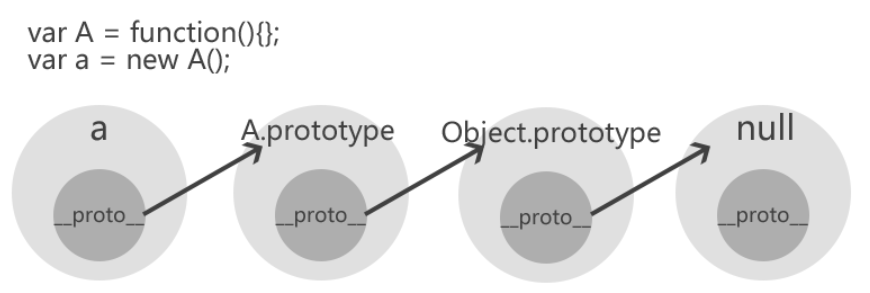 var A = function(){};
var a = new A();
a
A.prototype
Object.prototype
null
__proto__
__proto__
__proto__
__proto__